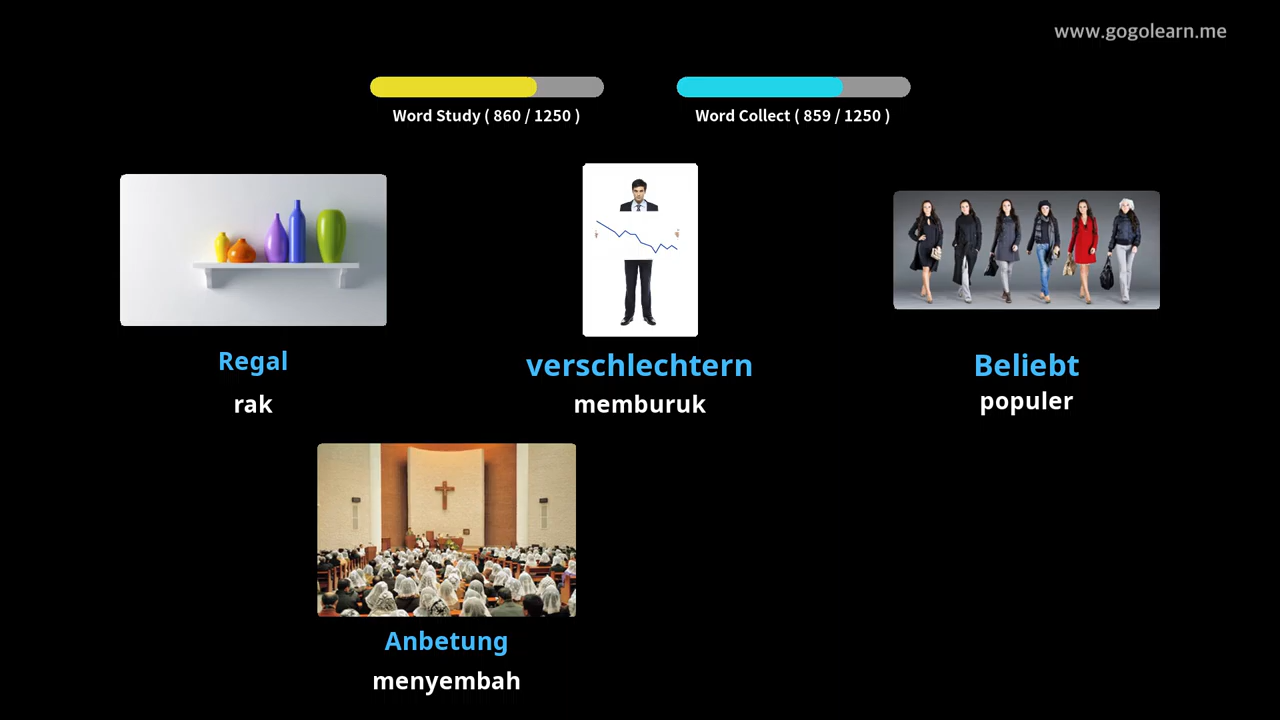 www.gogolearn.me
Word Study ( 860 / 1250 )
Word Collect ( 859 / 1250 )
Regal
rak
verschlechtern
memburuk
Beliebt
populer
Anbetung
menyembah